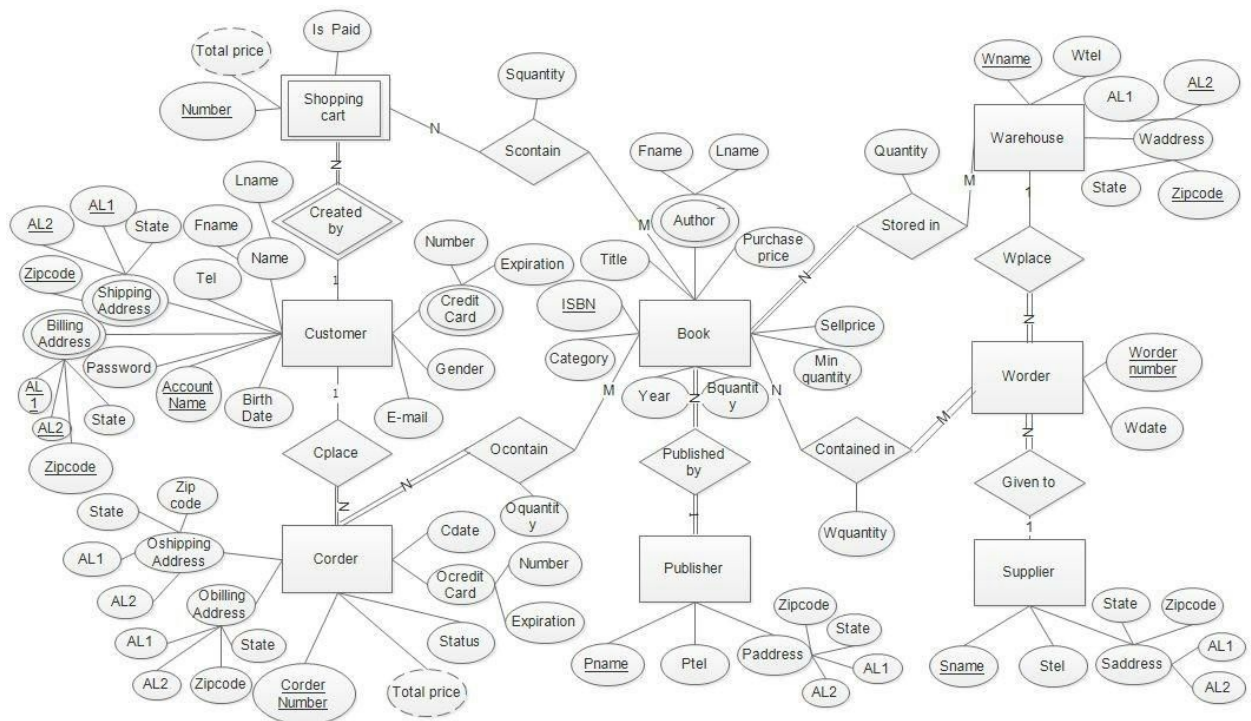 Is Paid
Total price
Number
Shopping
cart
N
Squantity
Scontain
M
N
Created
by
1
Lname
Fname
Name
AL2
AL1
State
Zipcode
Shipping
Address
Tel
Billing
Address
Password
AL
1
AL2
State
Zipcode
Account
Name
Birth
Date
E-mail
Gender
Number
Expiration
Credit
Card
Customer
1
Cplace
N
Fname
Lname
Author
Purchase
price
Title
ISBN
Category
Book
Sellprice
Min
quantity
Year
Bquantit
y
M
Ocontain
N
Oquantit
y
N
Published
by
1
Quantity
M
Stored in
N
Wname
Wtel
AL1
AL2
Warehouse
Waddress
State
Zipcode
1
Wplace
N
Worder
Worder
number
Wdate
N
Contained in
M
Wquantity
N
Given to
1
Zip
code
State
Oshipping
Address
AL1
AL2
Obilling
Address
AL1
State
AL2
Zipcode
Corder
Cdate
Ocredit
Card
Number
Expiration
Status
Corder
Number
Total price
Publisher
Pname
Ptel
Paddress
Zipcode
State
AL1
AL2
Supplier
Sname
Stel
Saddress
State
Zipcode
AL1
AL2